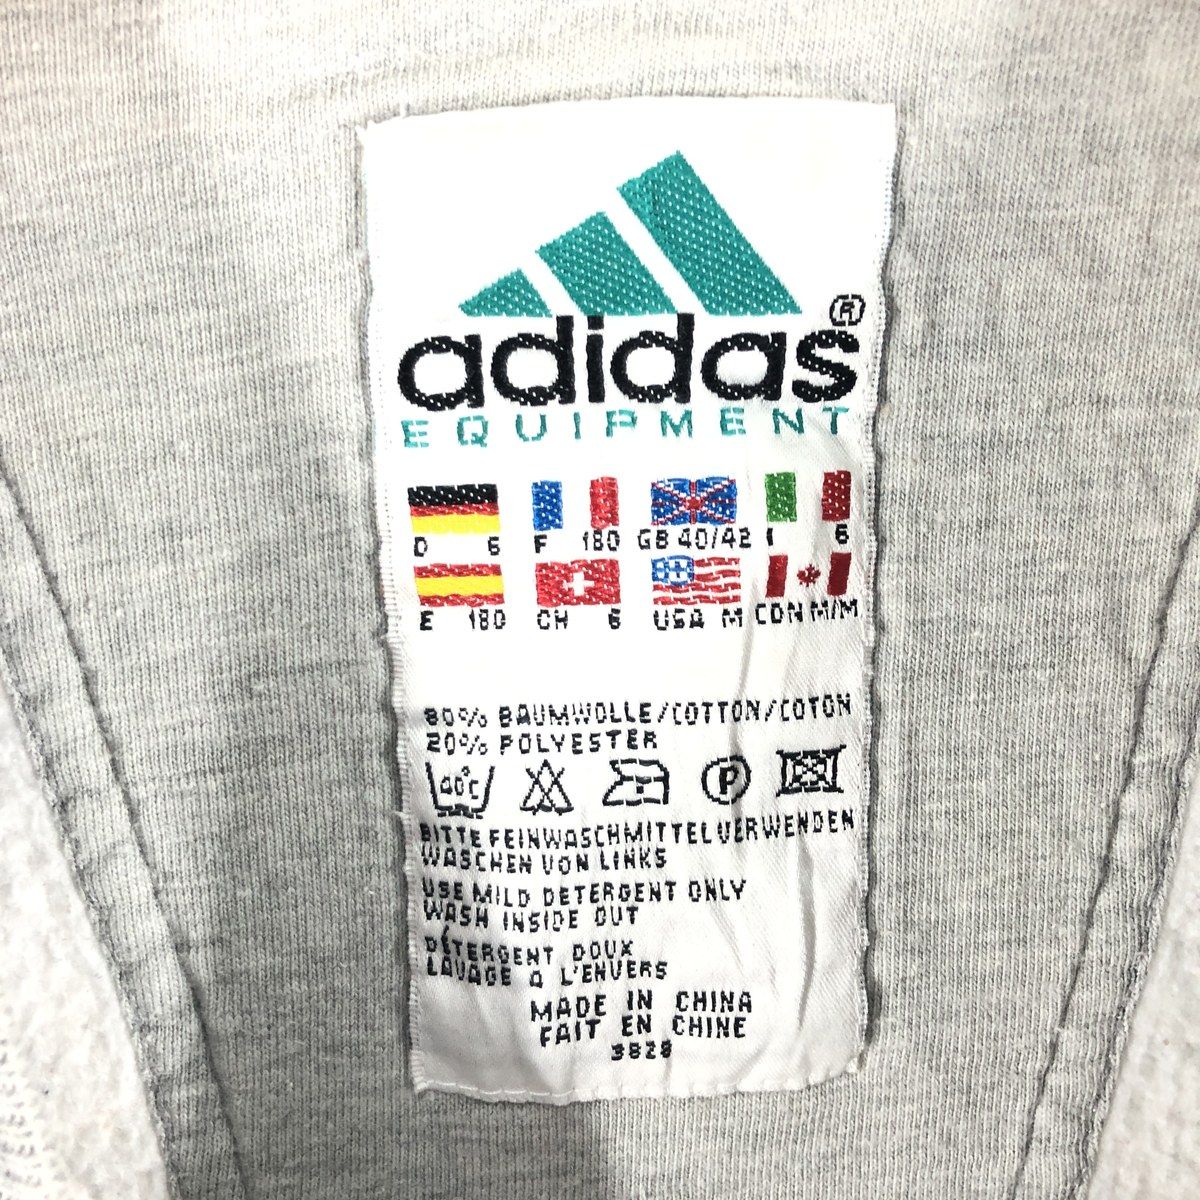 adidas®
EQUIPMENT
D 6 F 180 GB 40/42 I 6
E 180 CH 6 USA M CDN M/M
80% BAUMWOLLE/COTTON/COTON
20% POLYESTER
40°C P
BITTE FEINWASCHMITTEL VERWENDEN
WASCHEN VON LINKS
USE MILD DETERGENT ONLY
WASH INSIDE OUT
DÉTERGENT DOUX
LAVAGE A L'ENVERS
MADE IN CHINA
FAIT EN CHINE
3828